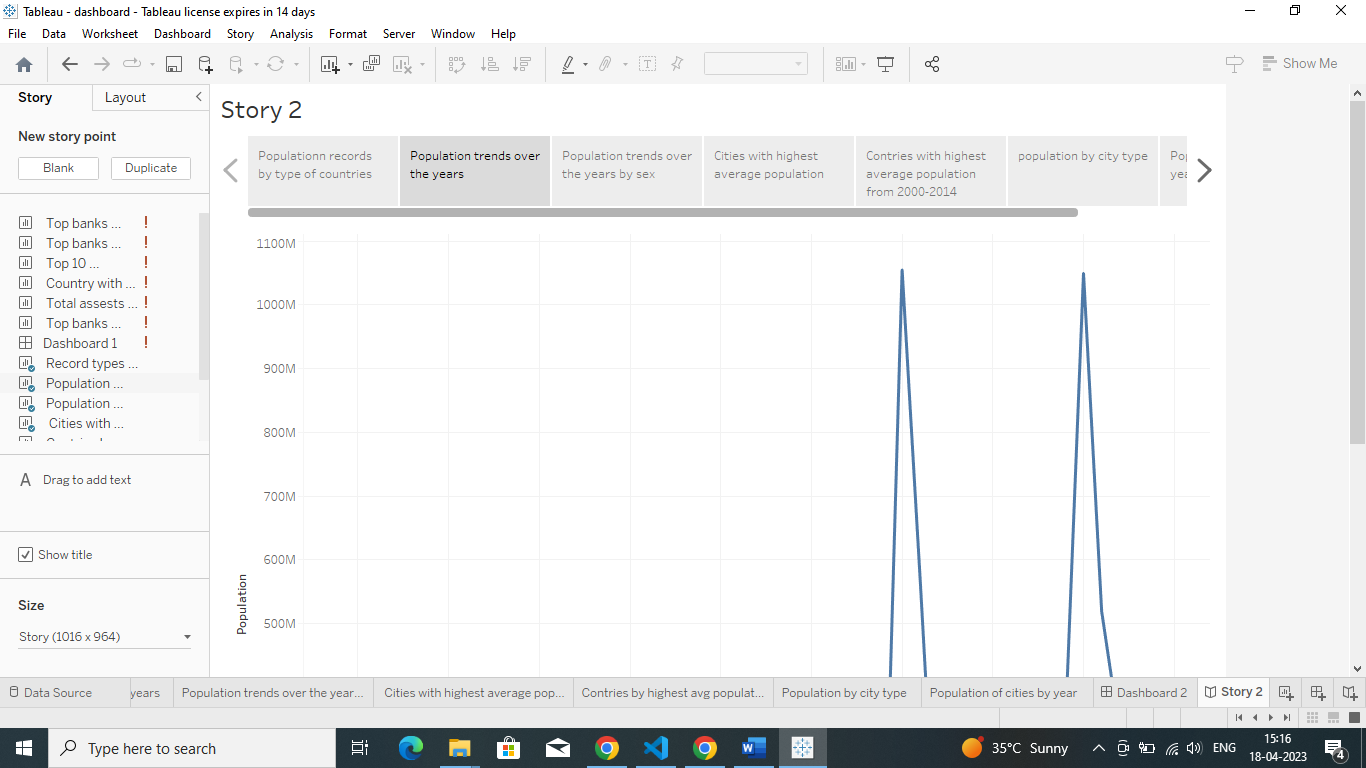 Tableau - dashboard - Tableau license expires in 14 days
File Data Worksheet Dashboard Story Analysis Format Server Window Help
Show Me
Story Layout
New story point
Blank Duplicate
Top banks ... !
Top banks ... !
Top 10 ... !
Country with ... !
Total assests ... !
Top banks ... !
Dashboard 1 !
Record types ...
Population ...
Population ...
Cities with ...
A Drag to add text
Show title
Size
Story (1016 x 964)
Story 2
Populationn records
by type of countries
Population trends over
the years
Population trends over
the years by sex
Cities with highest
average population
Contries with highest
average population
from 2000-2014
population by city type
1100M
1000M
900M
800M
700M
600M
500M
Population
Data Source years Population trends over the year... Cities with highest average pop... Contries by highest avg populat... Population by city type Population of cities by year Dashboard 2 Story 2
Type here to search
35°C Sunny
ENG
15:16
18-04-2023
4